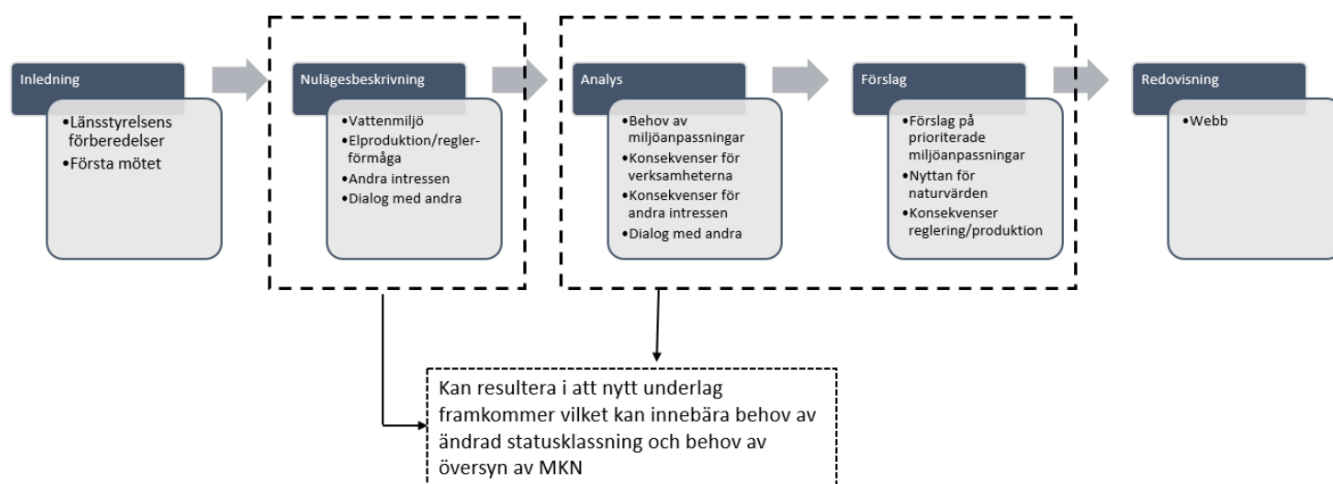 Inledning
•Länsstyrelsens
förberedelser
•Första mötet
Nulägesbeskrivning
•Vattenmiljö
•Elproduktion/regler-
förmåga
•Andra intressen
•Dialog med andra
Analys
•Behov av
miljöanpassningar
•Konsekvenser för
verksamheterna
•Konsekvenser för
andra intressen
•Dialog med andra
Förslag
•Förslag på
prioriterade
miljöanpassningar
•Nyttan för
naturvärden
•Konsekvenser
reglering/produktion
Redovisning
•Webb
Kan resultera i att nytt underlag
framkommer vilket kan innebära behov av
ändrad statusklassning och behov av
översyn av MKN